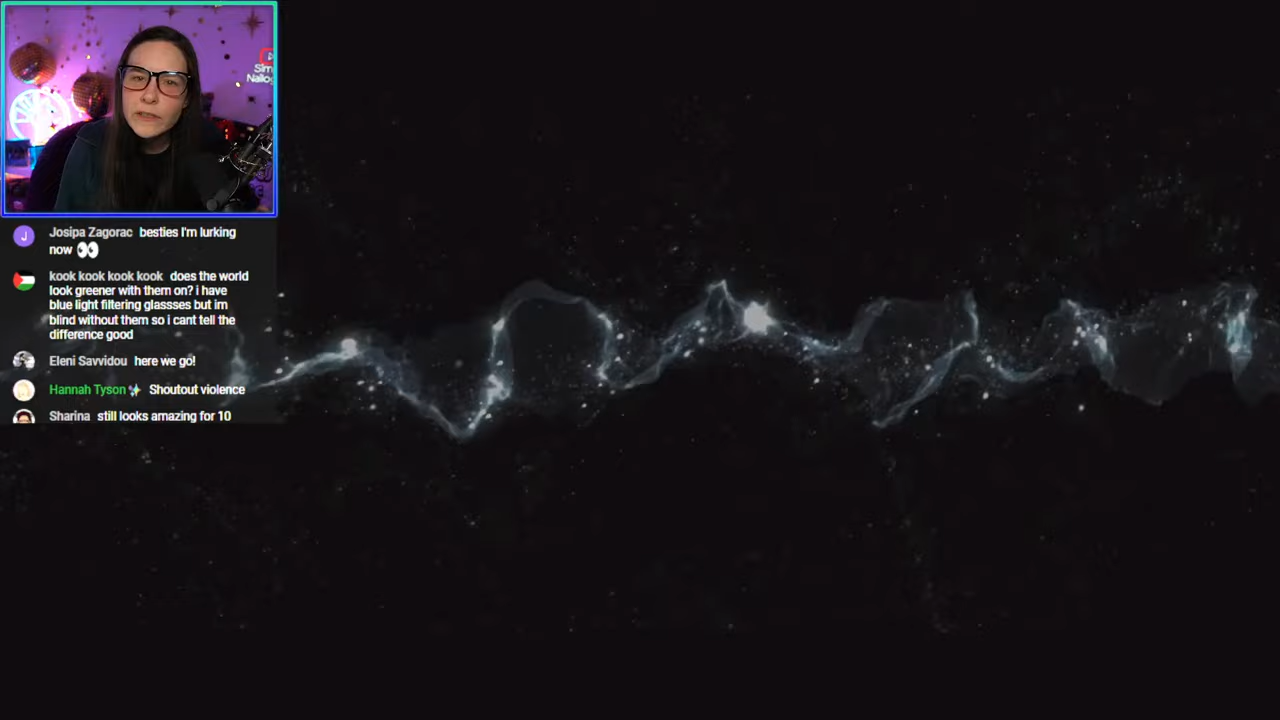 Sim
Nailog
Josipa Zagorac besties I'm lurking
now 👀
kook kook kook kook does the world
look greener with them on? i have
blue light filtering glassses but im
blind without them so i cant tell the
difference good
Eleni Savvidou here we go!
Hannah Tyson✨ Shoutout violence
Sharina still looks amazing for 10